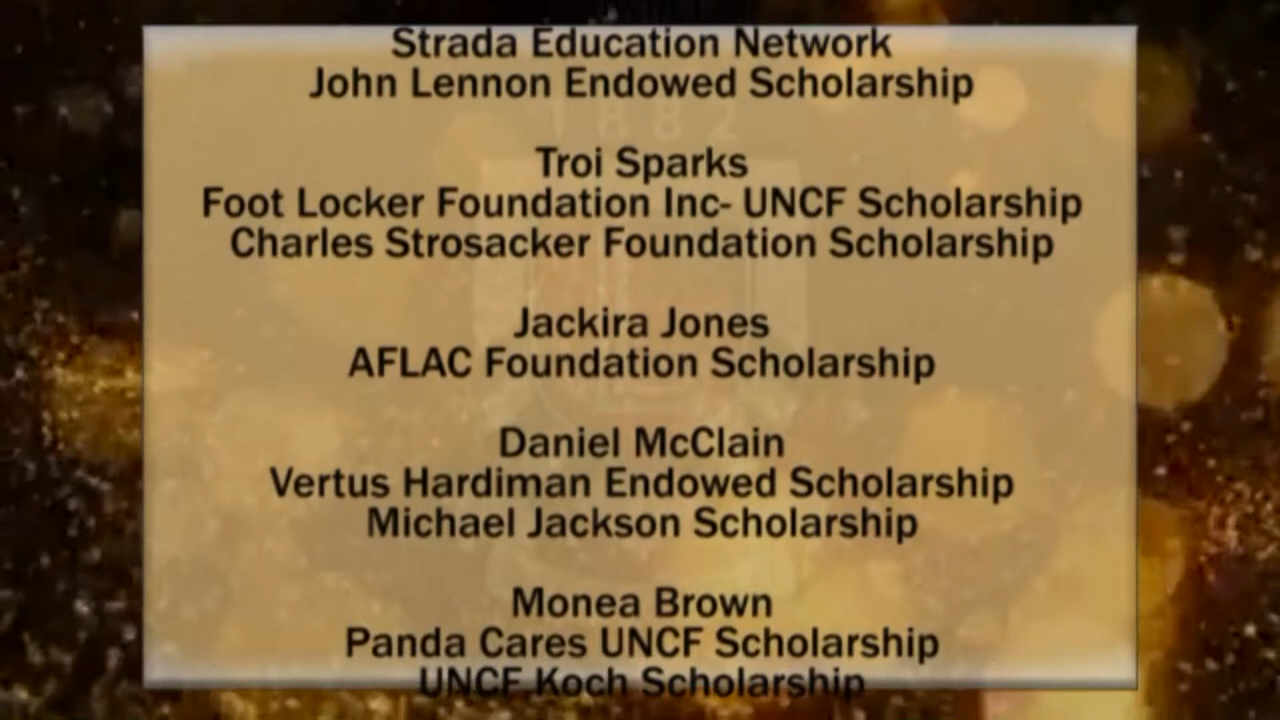 Strada Education Network
John Lennon Endowed Scholarship
1882
Troi Sparks
Foot Locker Foundation Inc- UNCF Scholarship
Charles Strosacker Foundation Scholarship
Jackira Jones
AFLAC Foundation Scholarship
Daniel McClain
Vertus Hardiman Endowed Scholarship
Michael Jackson Scholarship
Monea Brown
Panda Cares UNCF Scholarship
UNCF Koch Scholarship